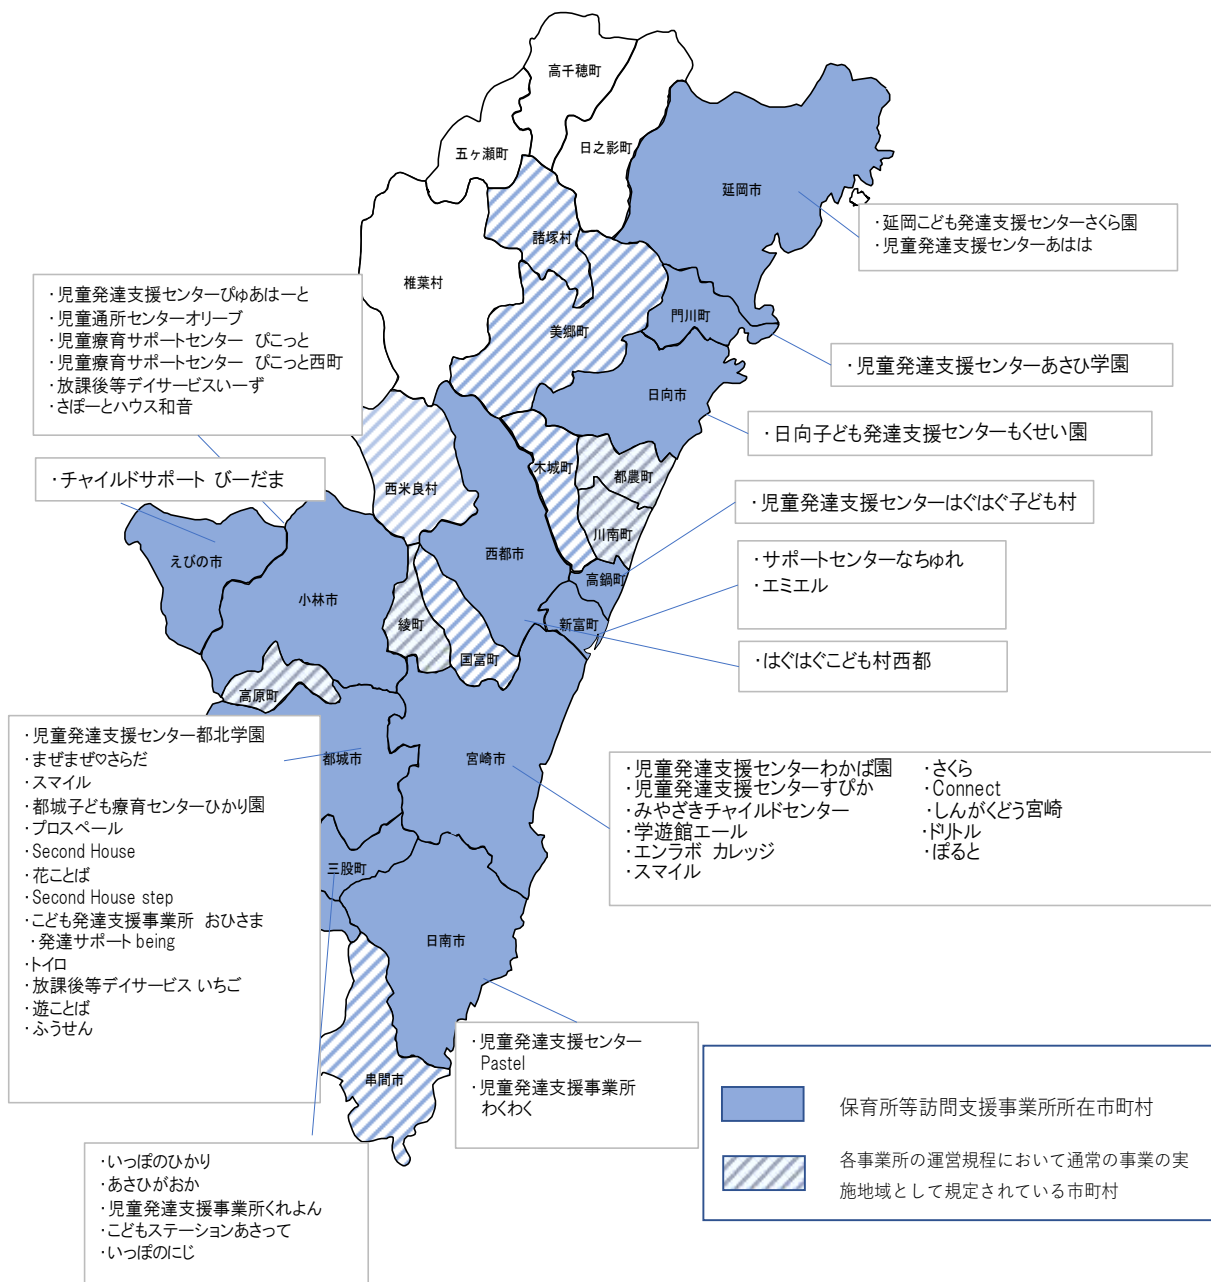 高千穂町
日之影町
五ヶ瀬町
延岡市
諸塚村
椎葉村
美郷町
門川町
日向市
西米良村
木城町
都農町
川南町
西都市
高鍋町
新富町
えびの市
小林市
綾町
国富町
高原町
都城市
宮崎市
三股町
日南市
串間市
・延岡こども発達支援センターさくら園
・児童発達支援センターあはは
・児童発達支援センターぴゅあはーと
・児童通所センターオリーブ
・児童療育サポートセンター ぴこっと
・児童療育サポートセンター ぴこっと西町
・放課後等デイサービスいーず
・さぽーとハウス和音
・児童発達支援センターあさひ学園
・日向子ども発達支援センターもくせい園
・チャイルドサポート びーだま
・児童発達支援センターはぐはぐ子ども村
・サポートセンターなちゅれ
・エミエル
・はぐはぐこども村西都
・児童発達支援センター都北学園
・まぜまぜ♡さらだ
・スマイル
・都城子ども療育センターひかり園
・プロスペール
・Second House
・花ことば
・Second House step
・こども発達支援事業所 おひさま
・発達サポート being
・トイロ
・放課後等デイサービス いちご
・遊ことば
・ふうせん
・児童発達支援センターわかば園
・児童発達支援センターすぴか
・みやざきチャイルドセンター
・学遊館エール
・エンラボ カレッジ
・スマイル
・さくら
・Connect
・しんがくどう宮崎
・ドリトル
・ぽると
・児童発達支援センター
Pastel
・児童発達支援事業所
わくわく
・いっぽのひかり
・あさひがおか
・児童発達支援事業所くれよん
・こどもステーションあさって
・いっぽのにじ
保育所等訪問支援事業所所在市町村
各事業所の運営規程において通常の事業の実
施地域として規定されている市町村